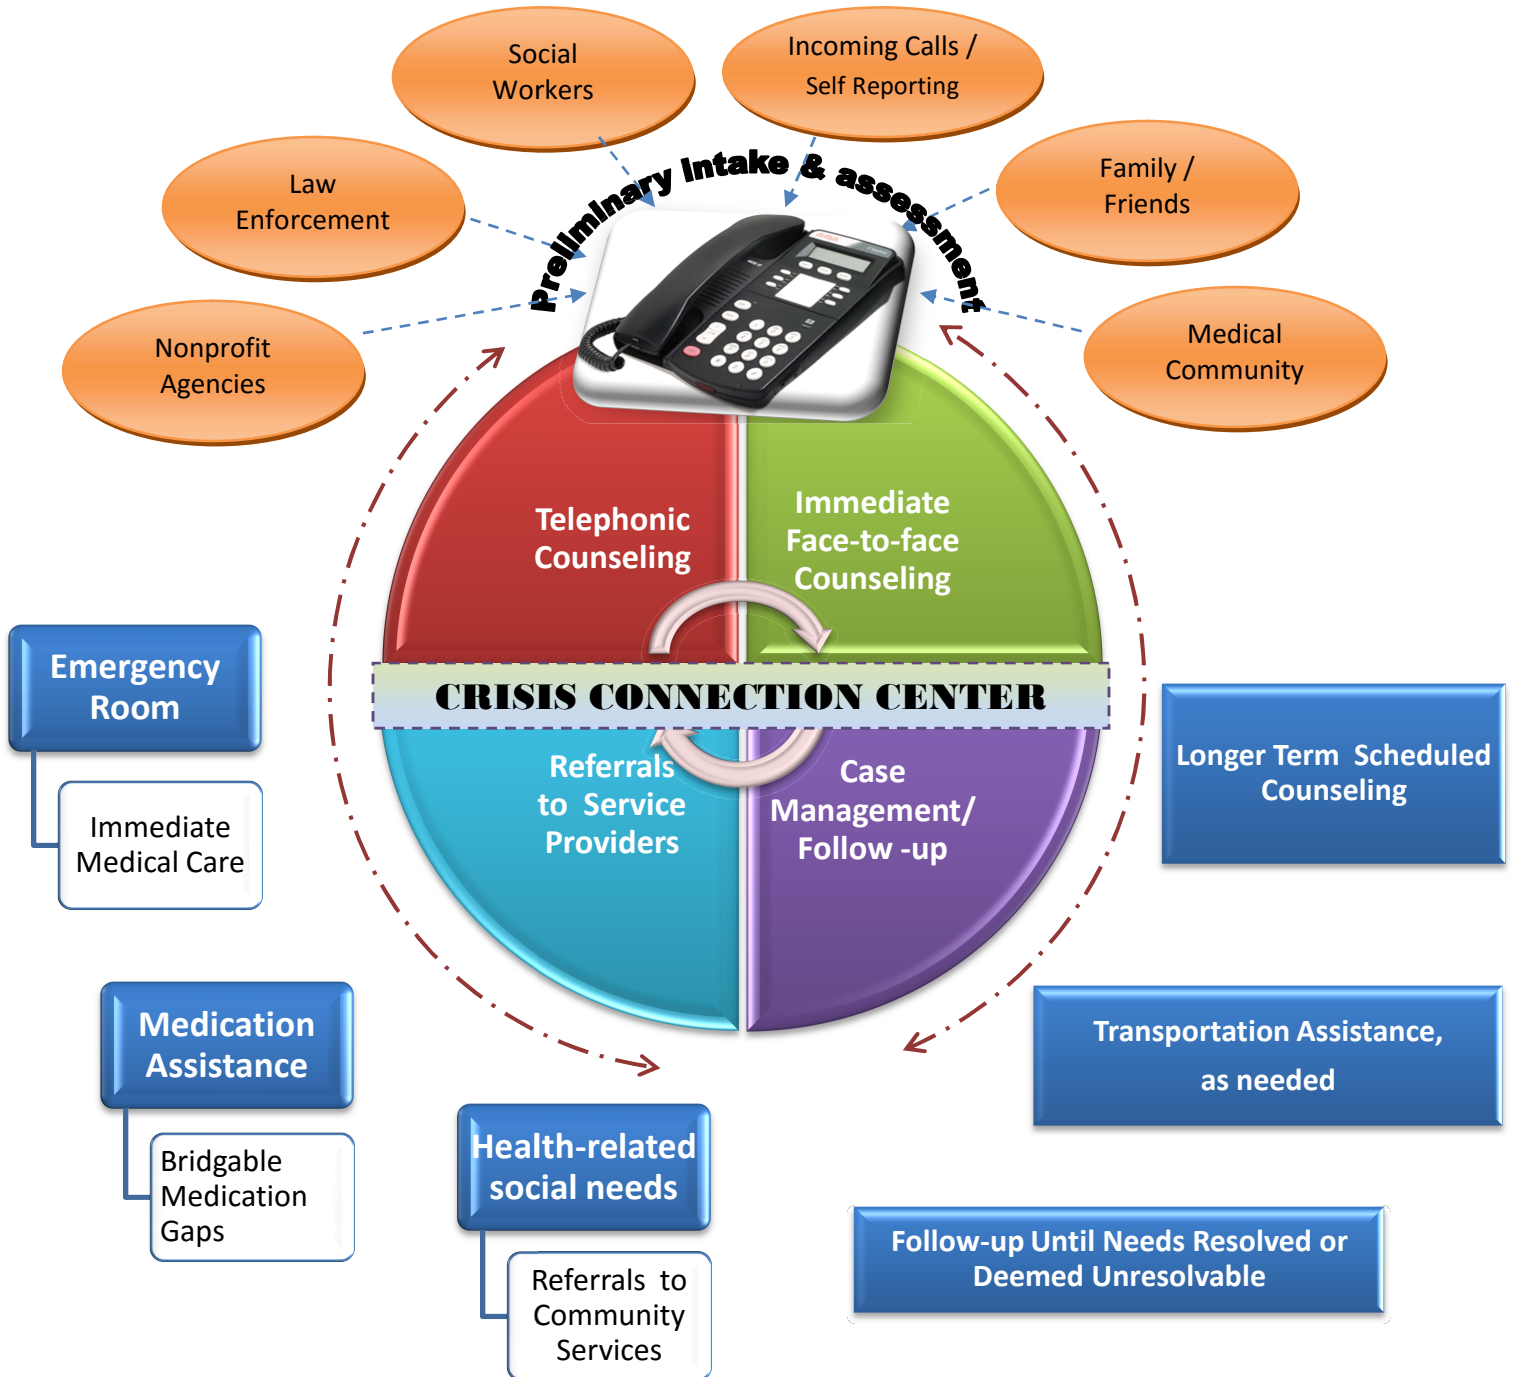 Social
Workers
Incoming Calls /
Self Reporting
Law
Enforcement
Family /
Friends
Nonprofit
Agencies
Medical
Community
Preliminary Intake & assessment
Telephonic
Counseling
Immediate
Face-to-face
Counseling
CRISIS CONNECTION CENTER
Referrals
to Service
Providers
Case
Management/
Follow -up
Emergency
Room
Immediate
Medical Care
Medication
Assistance
Bridgable
Medication
Gaps
Health-related
social needs
Referrals to
Community
Services
Longer Term Scheduled
Counseling
Transportation Assistance,
as needed
Follow-up Until Needs Resolved or
Deemed Unresolvable